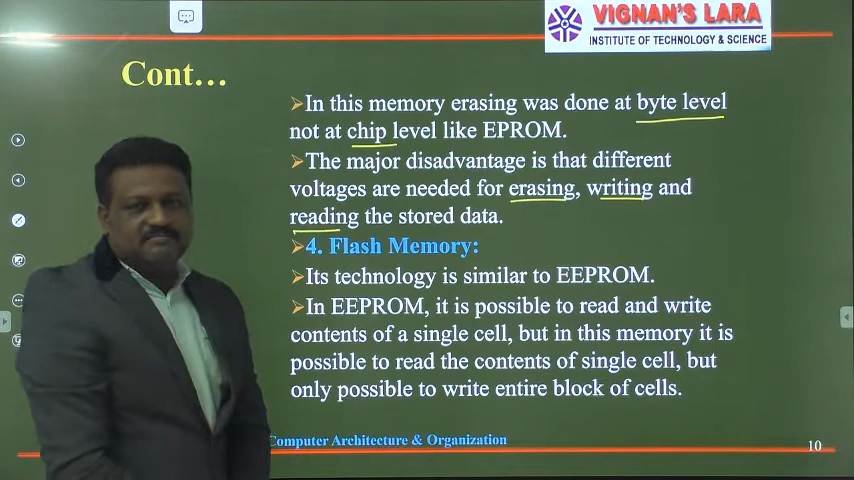 VIGNAN'S LARA
INSTITUTE OF TECHNOLOGY & SCIENCE
Cont…
➢In this memory erasing was done at byte level
not at chip level like EPROM.
➢The major disadvantage is that different
voltages are needed for erasing, writing and
reading the stored data.
➢4. Flash Memory:
➢Its technology is similar to EEPROM.
➢In EEPROM, it is possible to read and write
contents of a single cell, but in this memory it is
possible to read the contents of single cell, but
only possible to write entire block of cells.
Computer Architecture & Organization
10